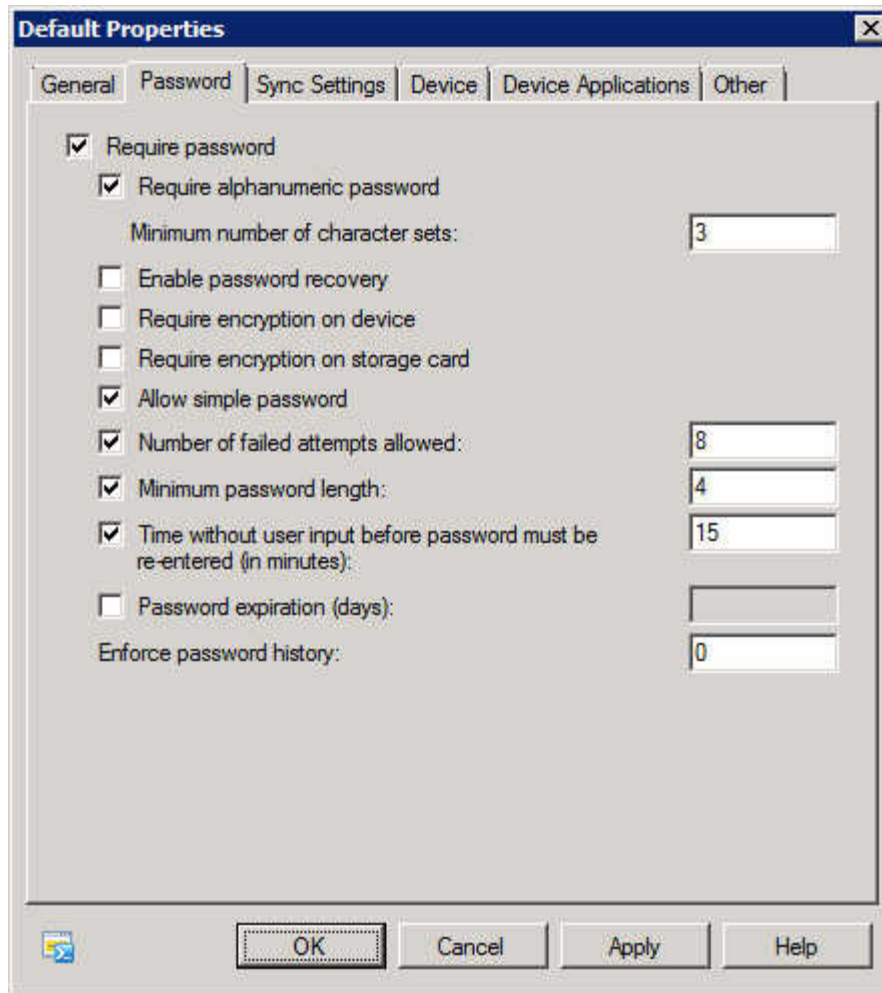 Default Properties
General Password Sync Settings Device Device Applications Other
Require password
Require alphanumeric password
Minimum number of character sets: 3
Enable password recovery
Require encryption on device
Require encryption on storage card
Allow simple password
Number of failed attempts allowed: 8
Minimum password length: 4
Time without user input before password must be 15
re-entered (in minutes):
Password expiration (days):
Enforce password history: 0
OK Cancel Apply Help